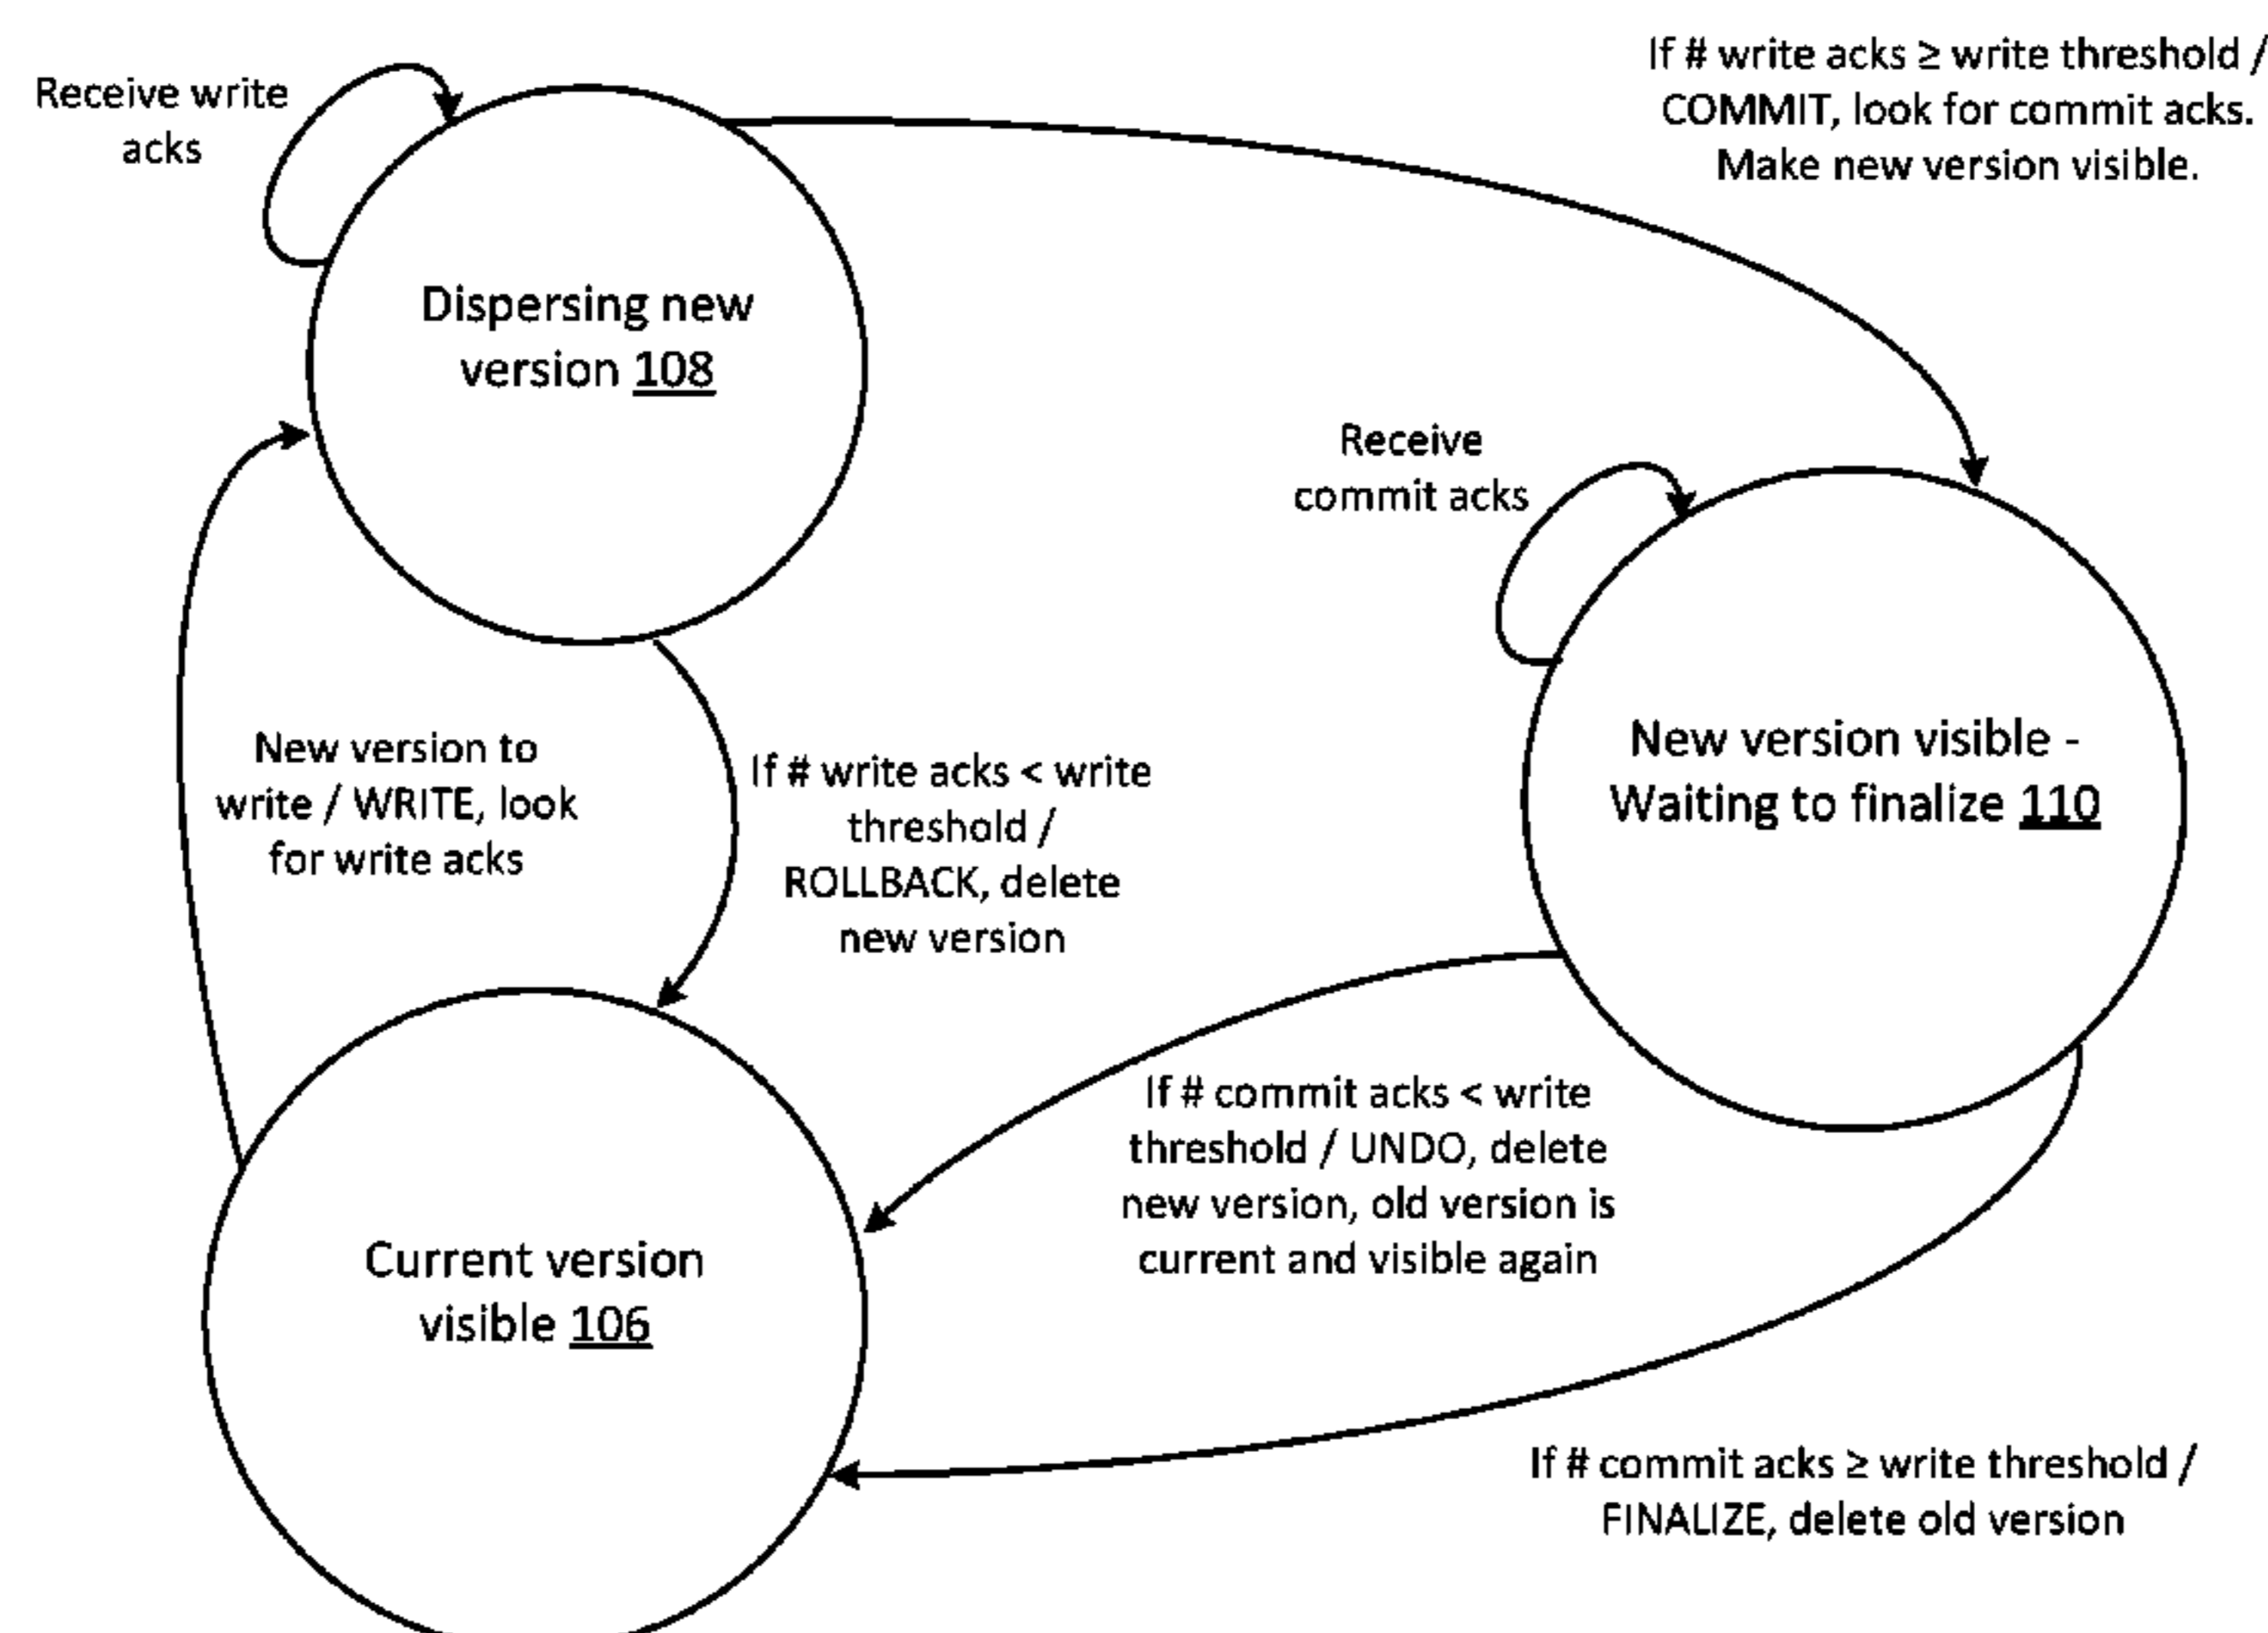 Receive write
acks
If # write acks ≥ write threshold /
COMMIT, look for commit acks.
Make new version visible.
Dispersing new
version 108
Receive
commit acks
New version visible -
Waiting to finalize 110
New version to
write / WRITE, look
for write acks
If # write acks < write
threshold /
ROLLBACK, delete
new version
If # commit acks < write
threshold / UNDO, delete
new version, old version is
current and visible again
Current version
visible 106
If # commit acks ≥ write threshold /
FINALIZE, delete old version